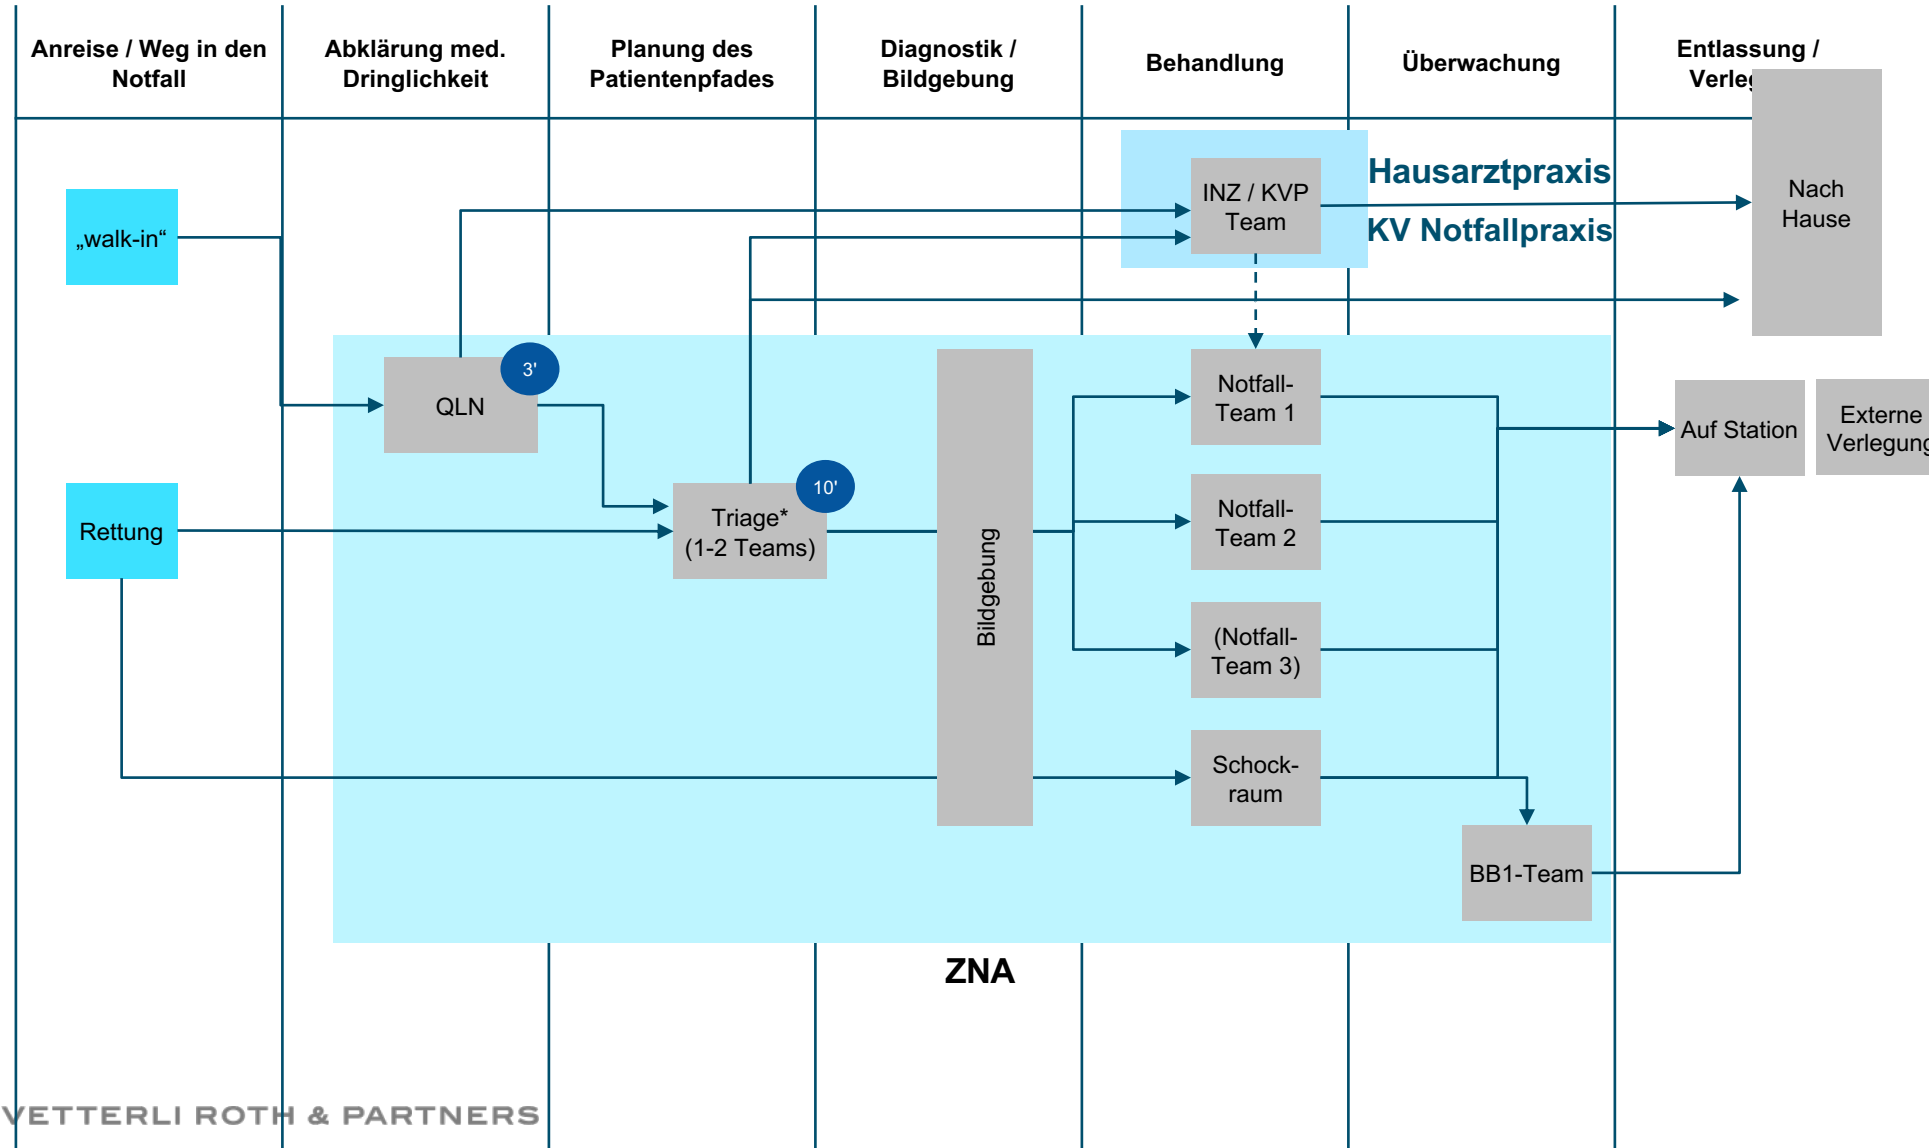 Anreise / Weg in den
Notfall
Abklärung med.
Dringlichkeit
Planung des
Patientenpfades
Diagnostik /
Bildgebung
Behandlung
Überwachung
Entlassung /
Verleg
„walk-in“
Rettung
QLN
3'
Triage*
(1-2 Teams)
10'
Bildgebung
INZ / KVP
Team
Hausarztpraxis
KV Notfallpraxis
Notfall-
Team 1
Notfall-
Team 2
(Notfall-
Team 3)
Schock-
raum
BB1-Team
Nach
Hause
Auf Station
Externe
Verlegung
ZNA
VETTERLI ROTH & PARTNERS